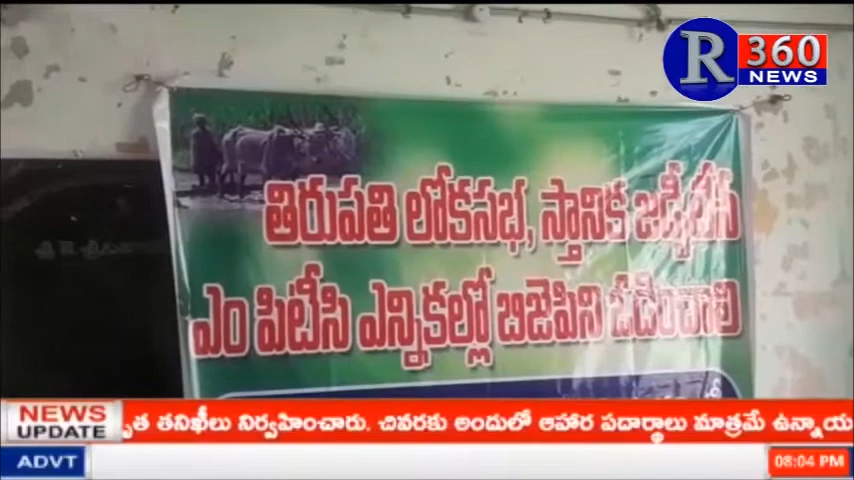 R 360
NEWS
తిరుపతి లోకసభ, స్తానిక జడ్పీటీస
ఎం పిటీసి ఎన్నికల్లో బిజెపిని ఓడించాలి
NEWS
UPDATE
ృత తనిఖీలు నిర్వహించారు. చివరకు అందులో ఆహార పదార్థాలు మాత్రమే ఉన్నాయ
ADVT
08:04 PM